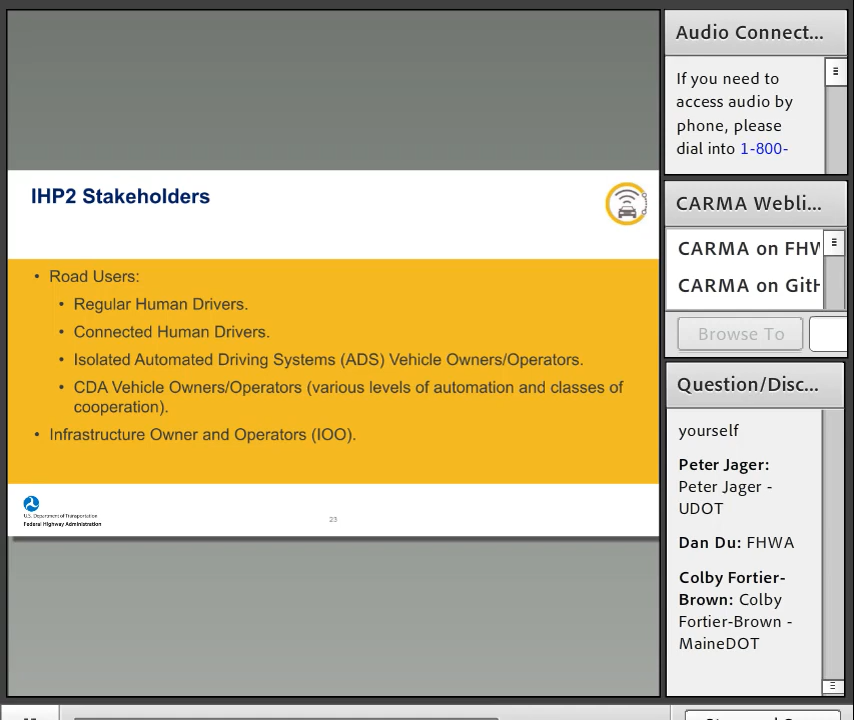 IHP2 Stakeholders
• Road Users:
• Regular Human Drivers.
• Connected Human Drivers.
• Isolated Automated Driving Systems (ADS) Vehicle Owners/Operators.
• CDA Vehicle Owners/Operators (various levels of automation and classes of
cooperation).
• Infrastructure Owner and Operators (IOO).
U.S. Department of Transportation
Federal Highway Administration
23
Audio Connect...
If you need to
access audio by
phone, please
dial into 1-800-
CARMA Webli...
CARMA on FHW
CARMA on GitH
Browse To
Question/Disc...
yourself
Peter Jager:
Peter Jager -
UDOT
Dan Du: FHWA
Colby Fortier-
Brown: Colby
Fortier-Brown -
MaineDOT